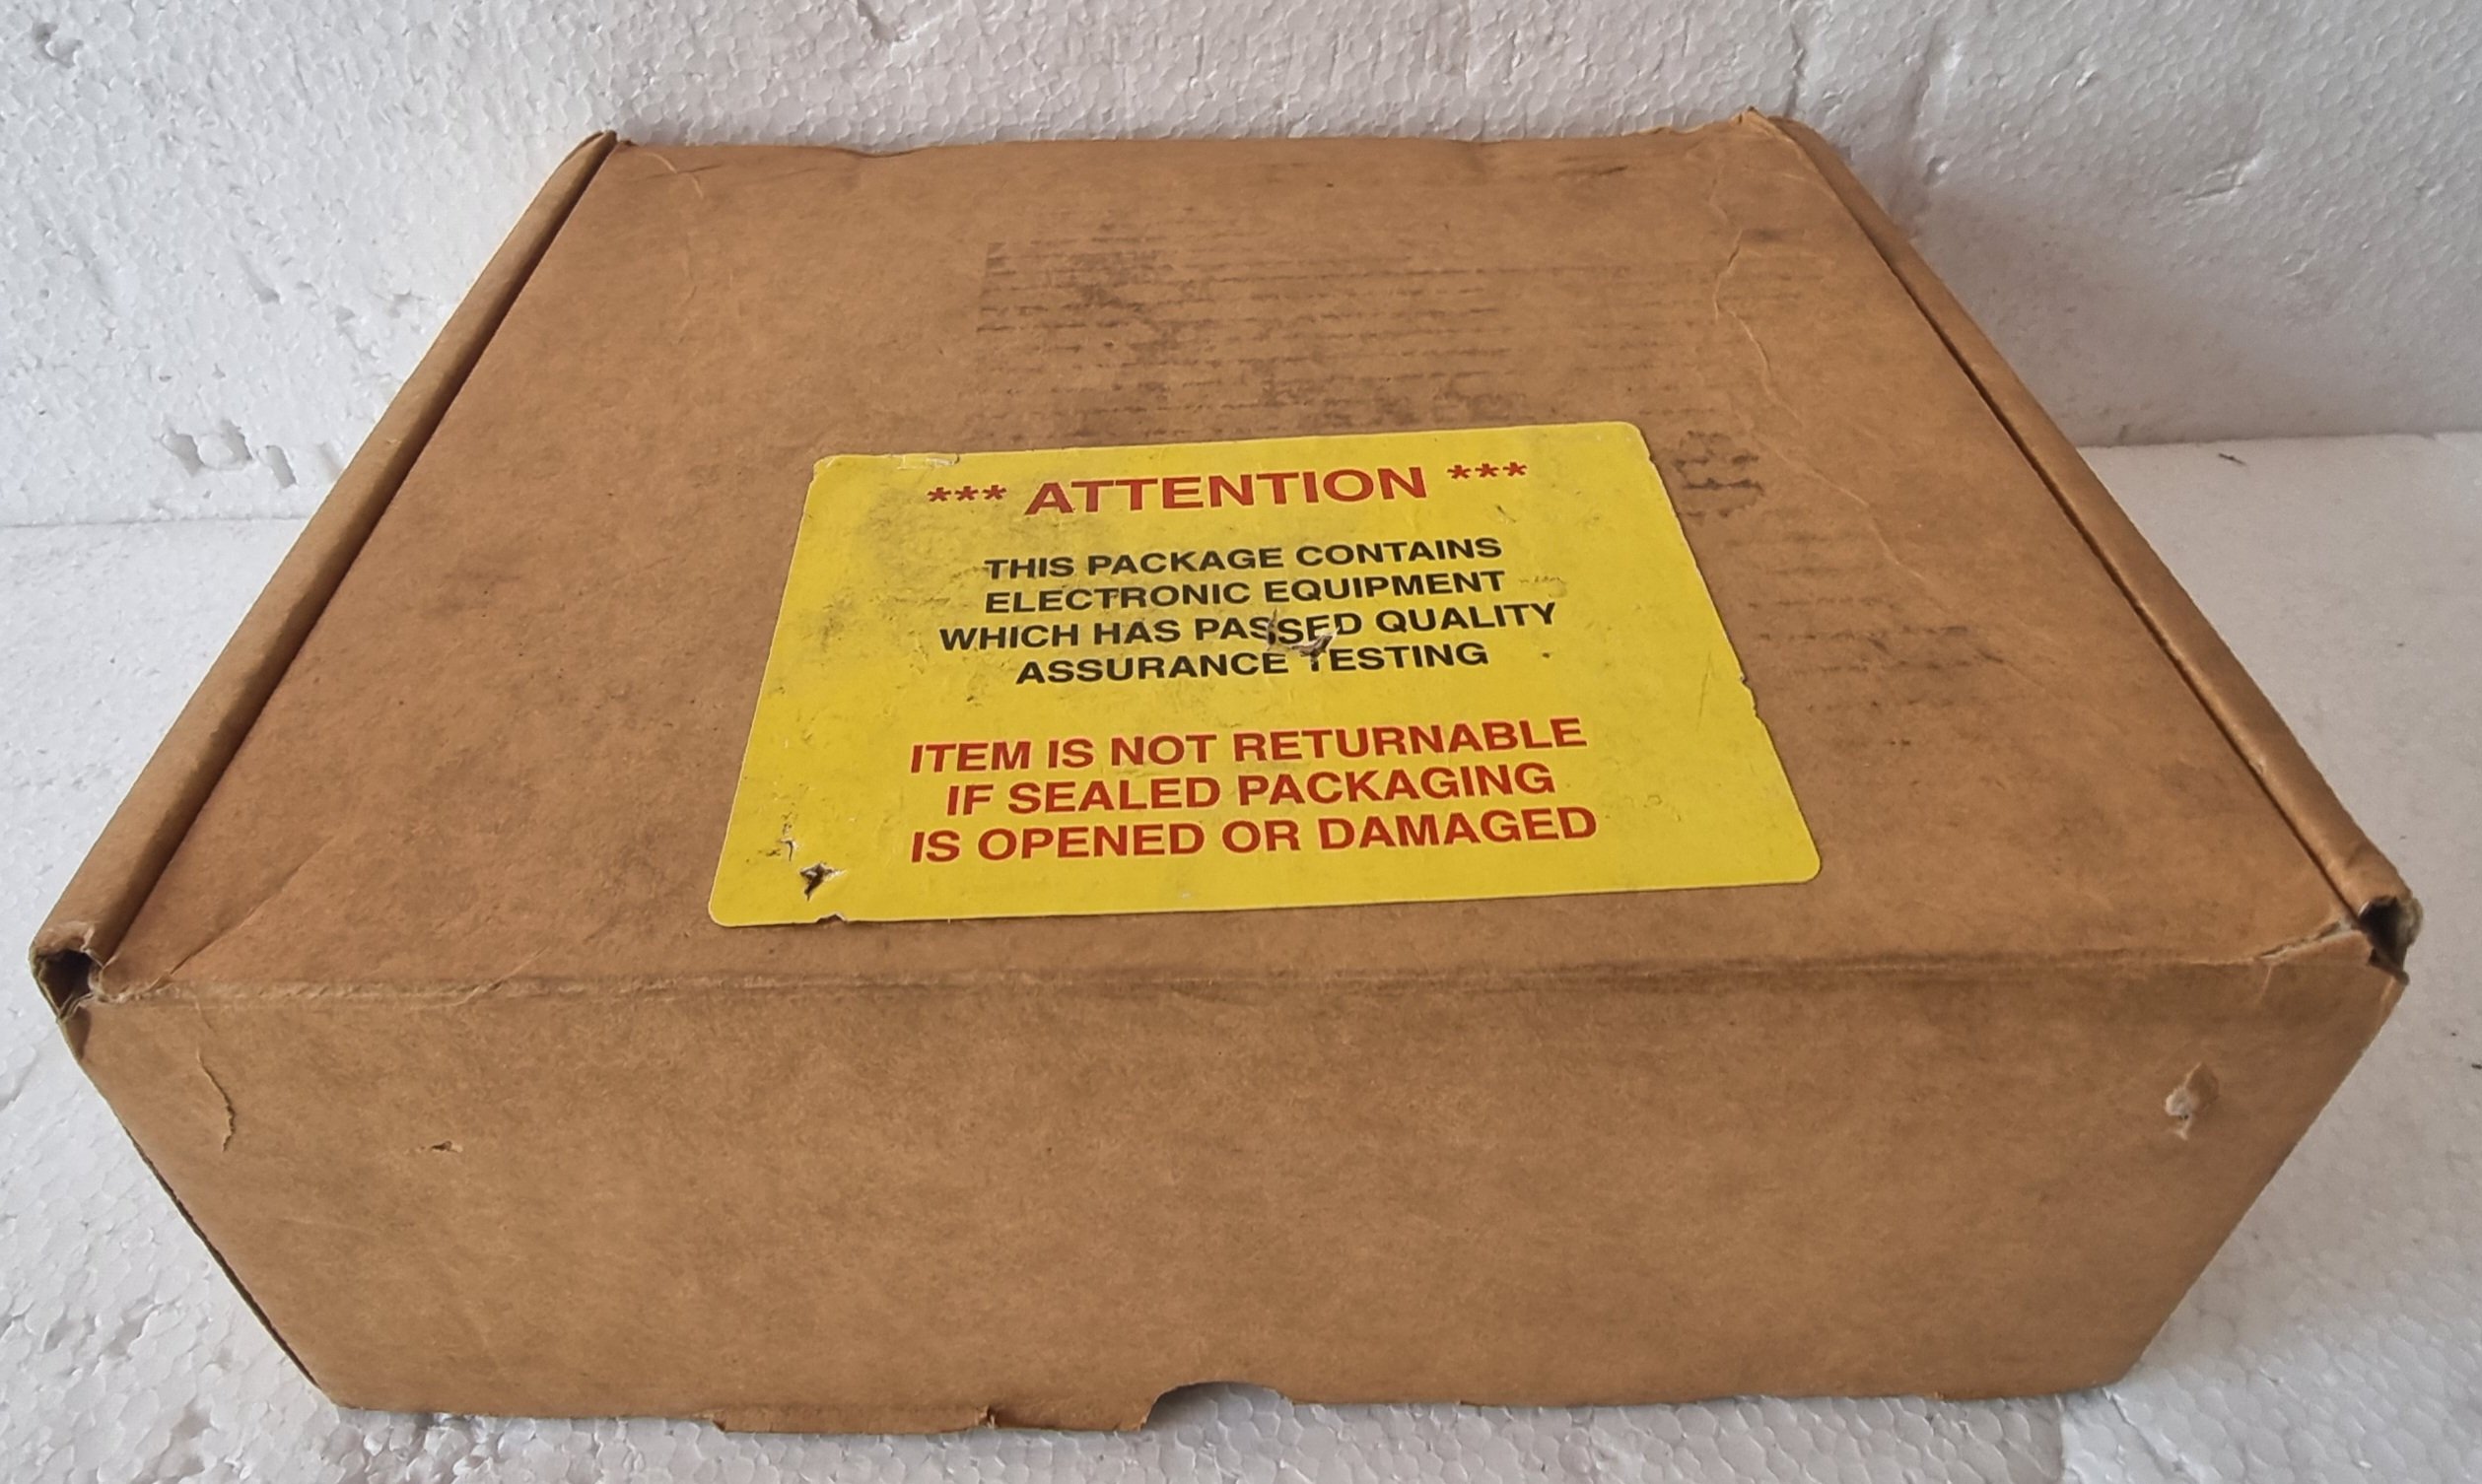 *** ATTENTION ***
THIS PACKAGE CONTAINS
ELECTRONIC EQUIPMENT
WHICH HAS PASSED QUALITY
ASSURANCE TESTING
ITEM IS NOT RETURNABLE
IF SEALED PACKAGING
IS OPENED OR DAMAGED